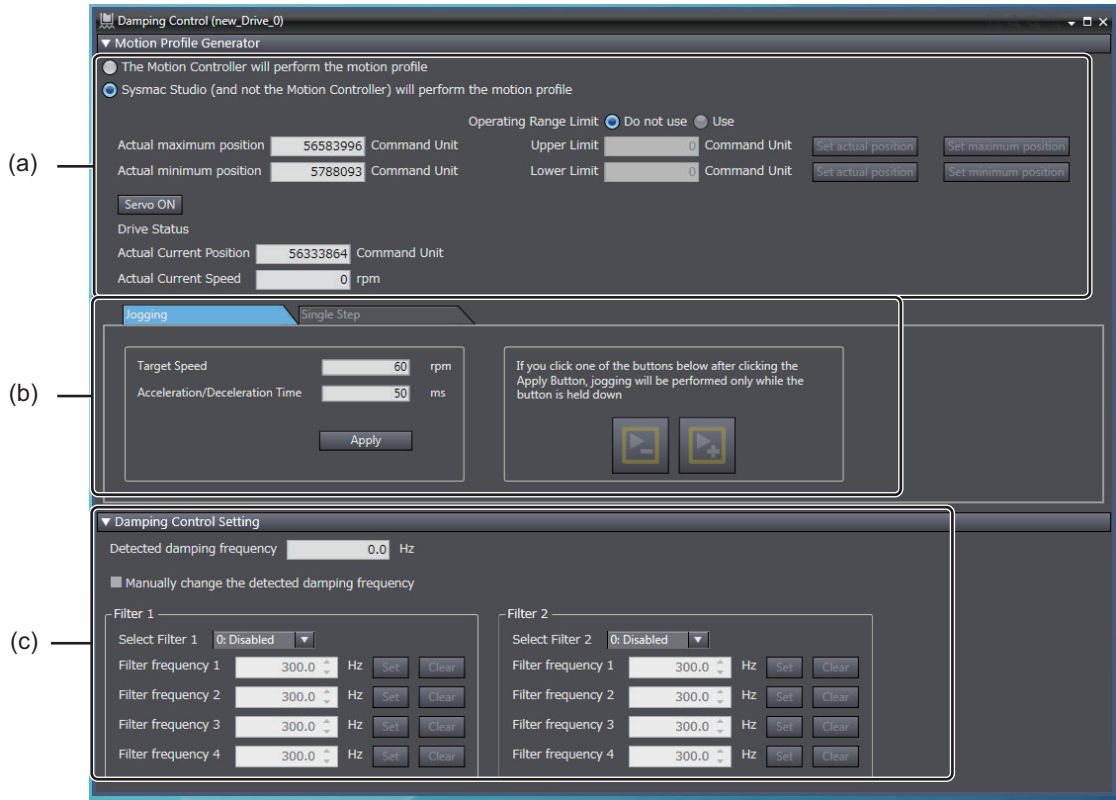 Damping Control (new_Drive_0)
Motion Profile Generator
The Motion Controller will perform the motion profile
Sysmac Studio (and not the Motion Controller) will perform the motion profile
Operating Range Limit Do not use Use
(a)
Actual maximum position 56583996 Command Unit Upper Limit 0 Command Unit Set actual position Set maximum position
Actual minimum position 5788093 Command Unit Lower Limit 0 Command Unit Set actual position Set minimum position
Servo ON
Drive Status
Actual Current Position 56333864 Command Unit
Actual Current Speed 0 rpm
(b)
Jogging Single Step
Target Speed 60 rpm
Acceleration/Deceleration Time 50 ms
Apply
If you click one of the buttons below after clicking the
Apply Button, jogging will be performed only while the
button is held down
(c)
Damping Control Setting
Detected damping frequency 0.0 Hz
Manually change the detected damping frequency
Filter 1
Select Filter 1 0: Disabled
Filter frequency 1 300.0 Hz Set Clear
Filter frequency 2 300.0 Hz Set Clear
Filter frequency 3 300.0 Hz Set Clear
Filter frequency 4 300.0 Hz Set Clear
Filter 2
Select Filter 2 0: Disabled
Filter frequency 1 300.0 Hz Set Clear
Filter frequency 2 300.0 Hz Set Clear
Filter frequency 3 300.0 Hz Set Clear
Filter frequency 4 300.0 Hz Set Clear